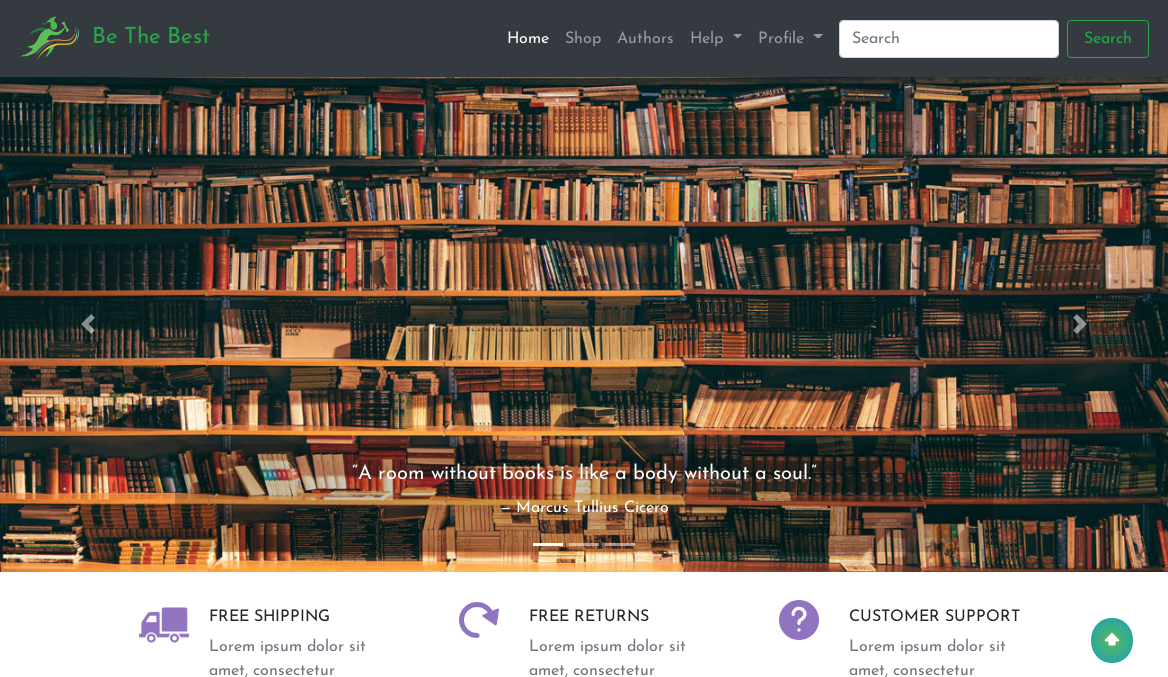 Be The Best
Home Shop Authors Help Profile Search Search
“A room without books is like a body without a soul.”
— Marcus Tullius Cicero
FREE SHIPPING
Lorem ipsum dolor sit
amet, consectetur
FREE RETURNS
Lorem ipsum dolor sit
amet, consectetur
CUSTOMER SUPPORT
Lorem ipsum dolor sit
amet, consectetur